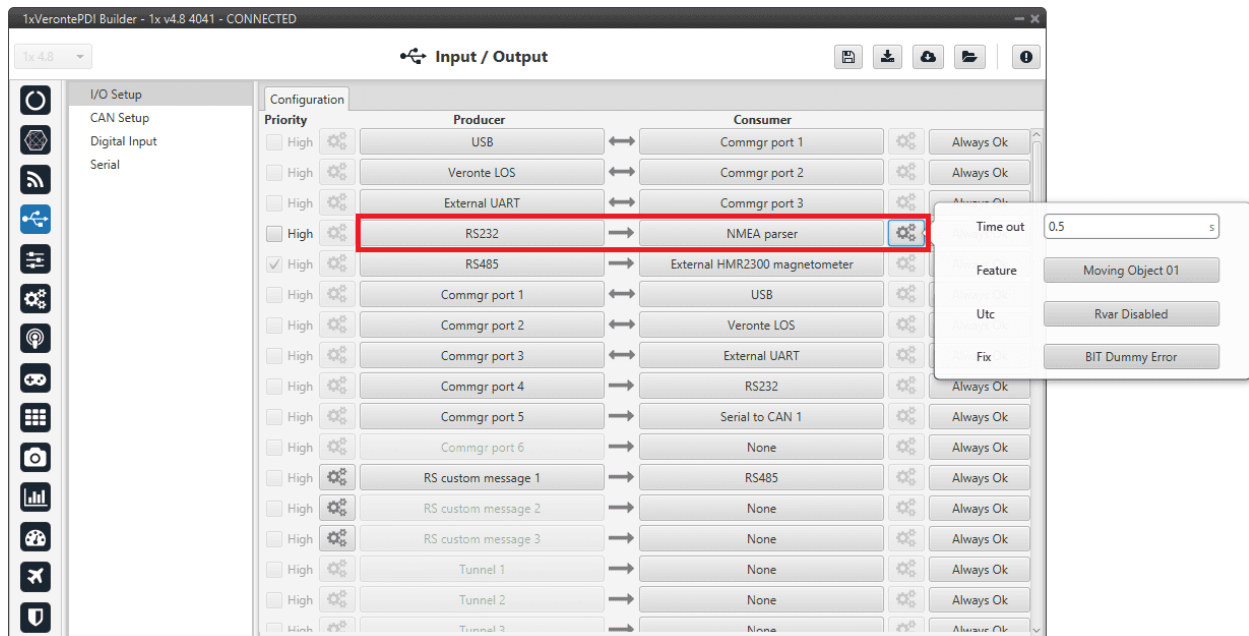 1xVerontePDI Builder - 1x v4.8 4041 - CONNECTED
1x 4.8
Input / Output
I/O Setup
CAN Setup
Digital Input
Serial
Configuration
Priority Producer Consumer
High USB Commgr port 1 Always Ok
High Veronte LOS Commgr port 2 Always Ok
High External UART Commgr port 3
High RS232 NMEA parser
High RS485 External HMR2300 magnetometer
High Commgr port 1 USB
High Commgr port 2 Veronte LOS
High Commgr port 3 External UART
High Commgr port 4 RS232 Always Ok
High Commgr port 5 Serial to CAN 1 Always Ok
High Commgr port 6 None Always Ok
High RS custom message 1 RS485 Always Ok
High RS custom message 2 None Always Ok
High RS custom message 3 None Always Ok
High Tunnel 1 None Always Ok
High Tunnel 2 None Always Ok
High Tunnel 3 None Always Ok
Time out 0.5 s
Feature Moving Object 01
Utc Rvar Disabled
Fix BIT Dummy Error